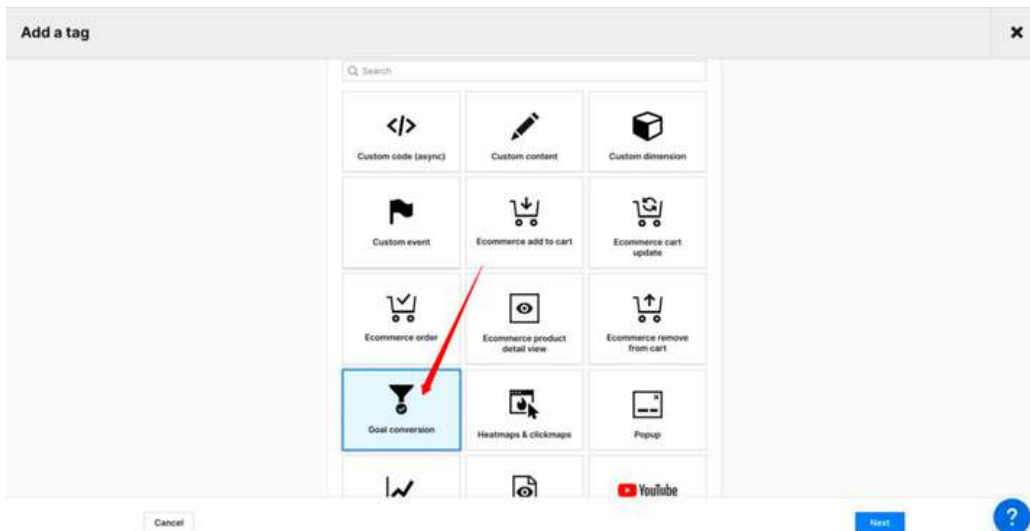 Add a tag
Search
Custom code (async)
Custom content
Custom dimension
Custom event
Ecommerce add to cart
Ecommerce cart
update
Ecommerce order
Ecommerce product
detail view
Ecommerce remove
from cart
Goal conversion
Heatmaps & clickmaps
Popup
YouTube
Cancel
Next
?